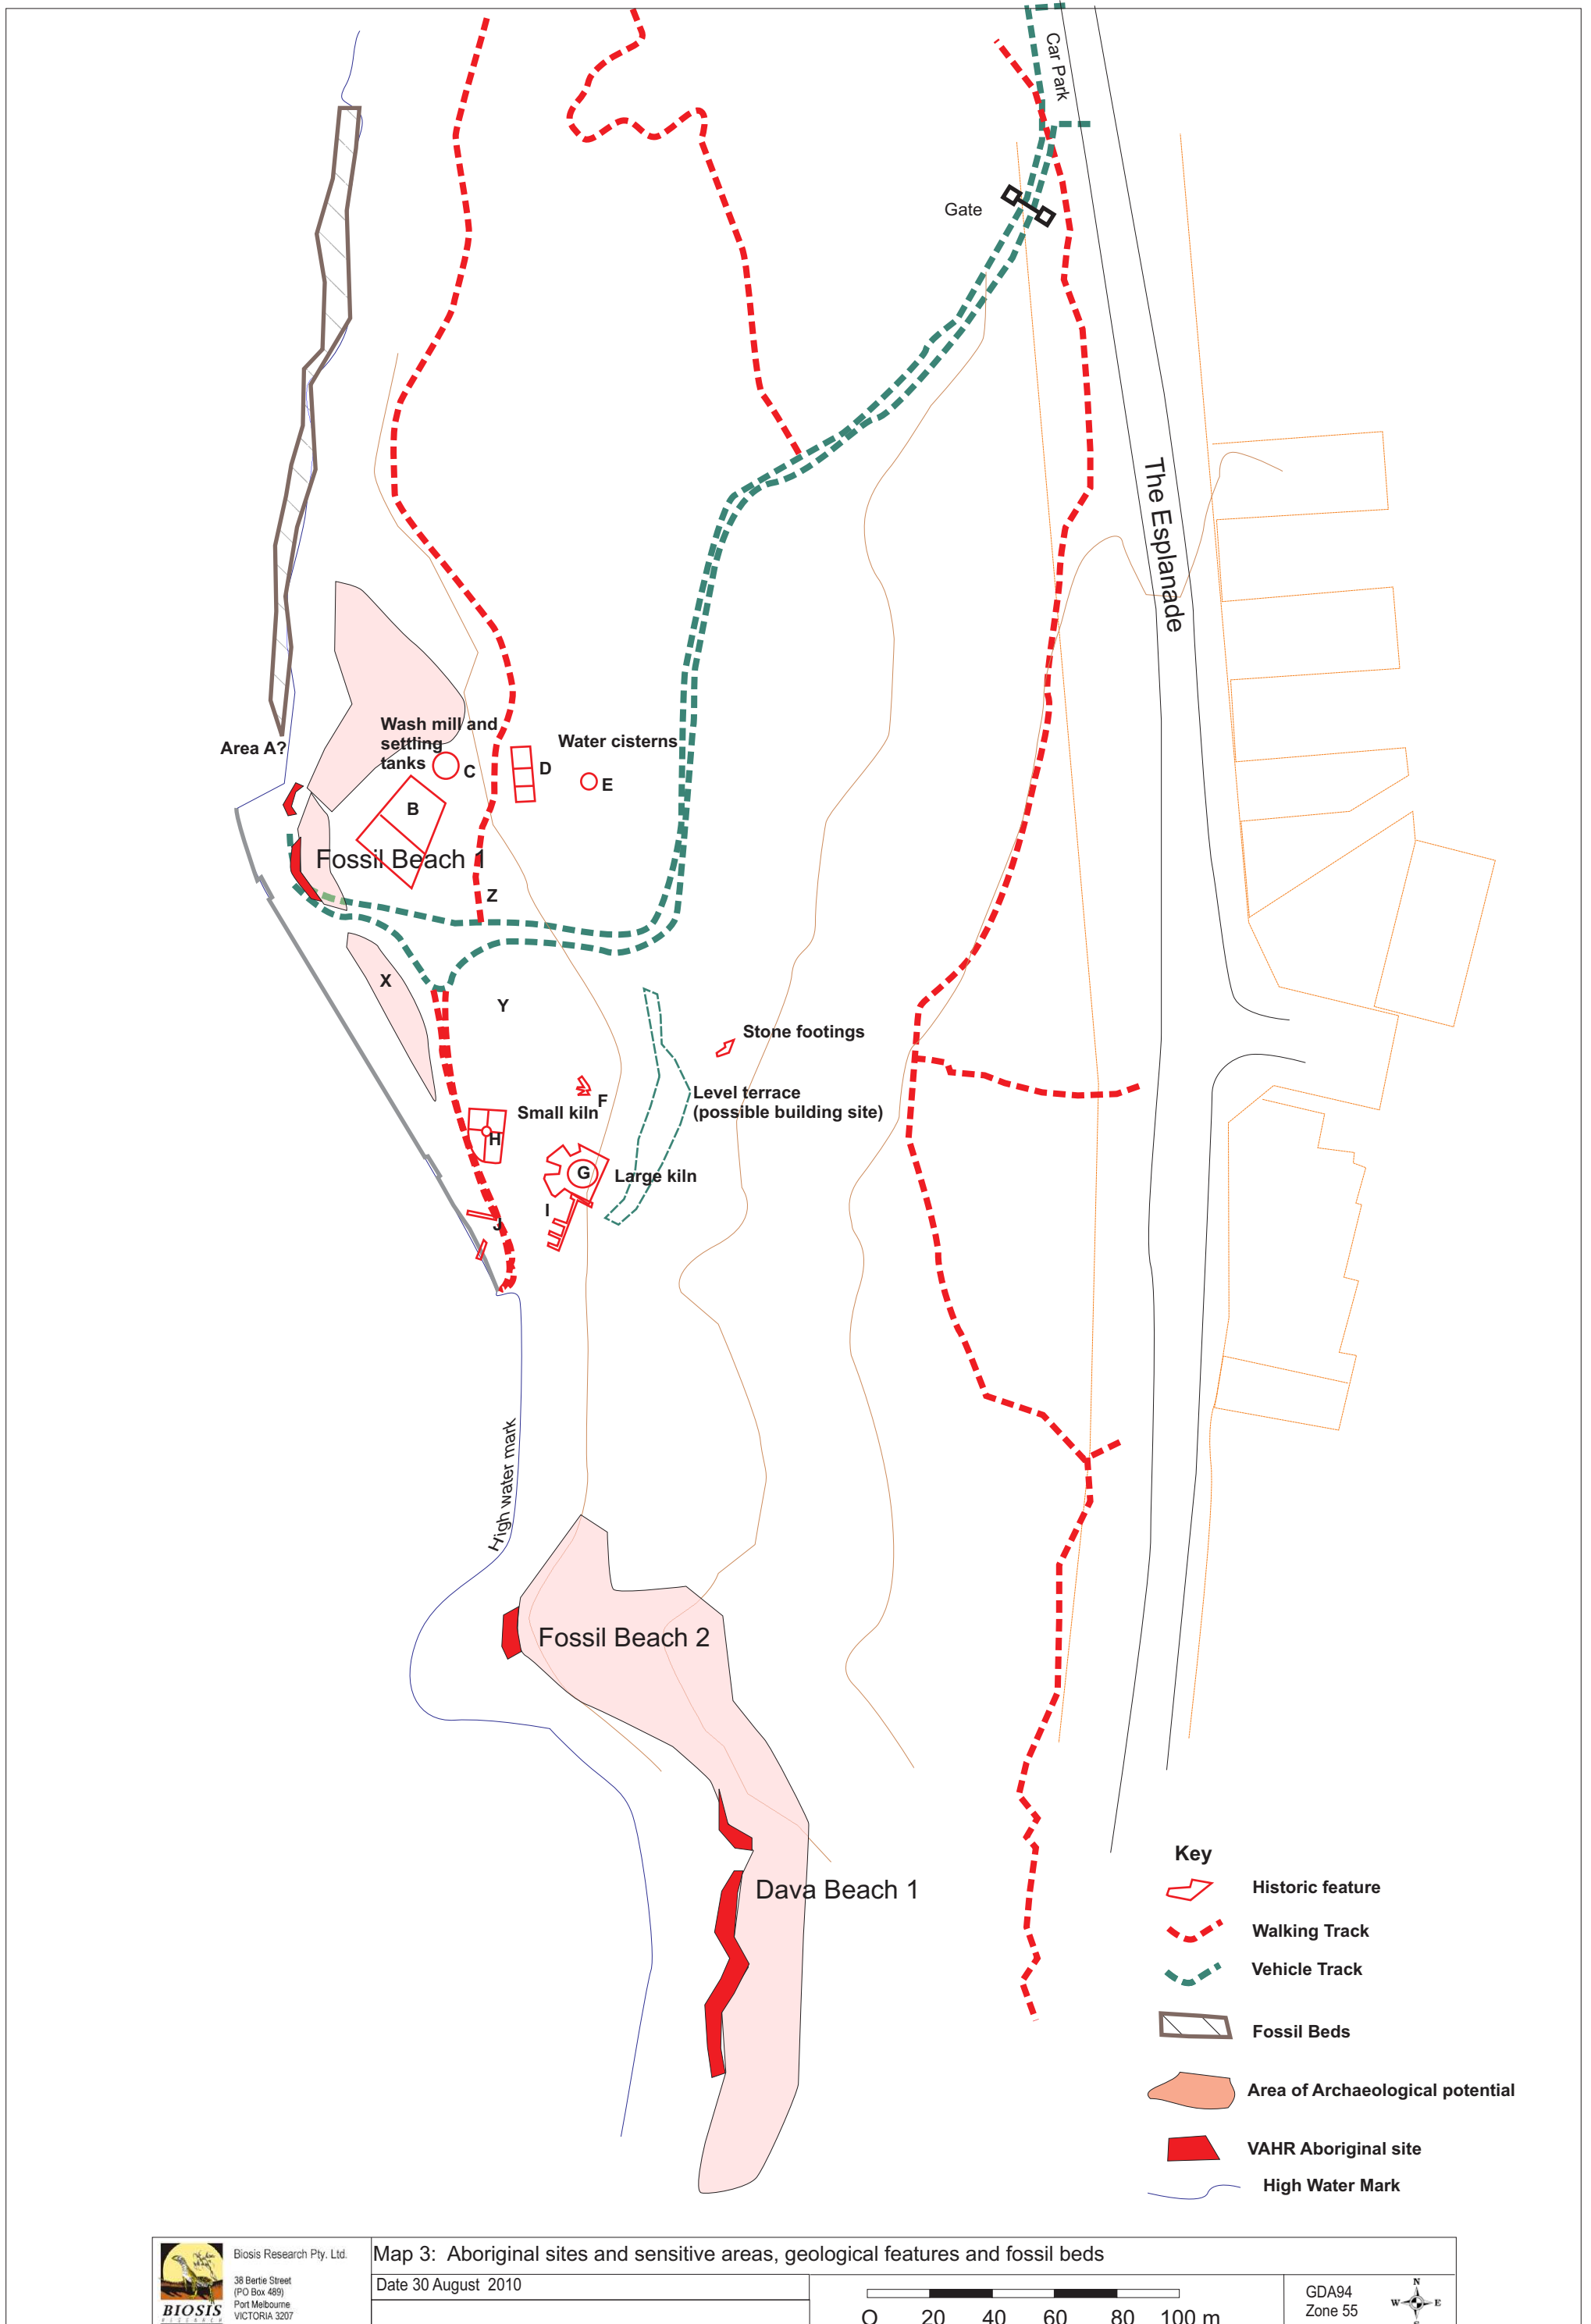 Car Park
Gate
The Esplanade
Wash mill and
settling
tanks
C
D
Water cisterns
E
Area A?
B
Fossil Beach 1
Z
X
Y
Stone footings
Level terrace
(possible building site)
F
Small kiln
H
G
Large kiln
I
J
High water mark
Fossil Beach 2
Dava Beach 1
Key
Historic feature
Walking Track
Vehicle Track
Fossil Beds
Area of Archaeological potential
VAHR Aboriginal site
High Water Mark
BIOSIS
RESEARCH
Biosis Research Pty. Ltd.
38 Bertie Street
(PO Box 489)
Port Melbourne
VICTORIA 3207
Map 3: Aboriginal sites and sensitive areas, geological features and fossil beds
Date 30 August 2010
O 20 40 60 80 100 m
GDA94
Zone 55
N
W E